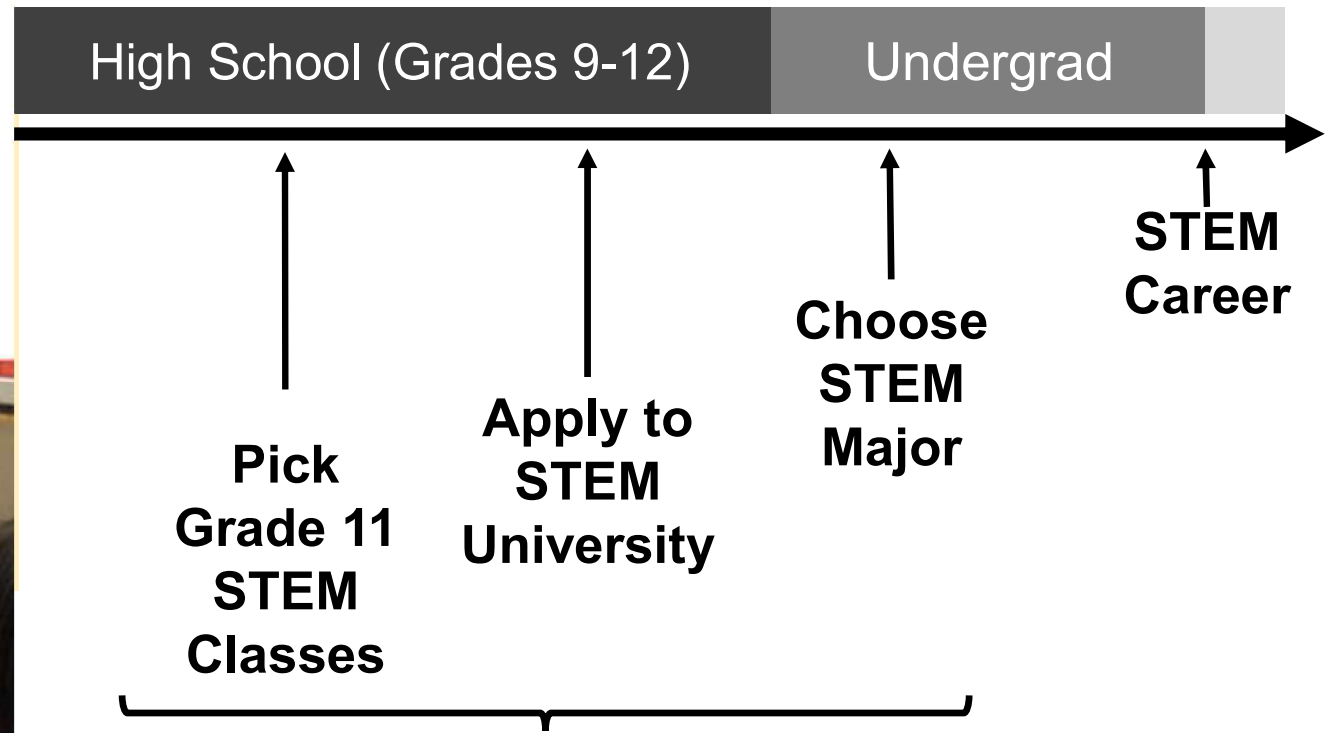 High School (Grades 9-12)
Undergrad
Pick
Grade 11
STEM
Classes
Apply to
STEM
University
Choose
STEM
Major
STEM
Career